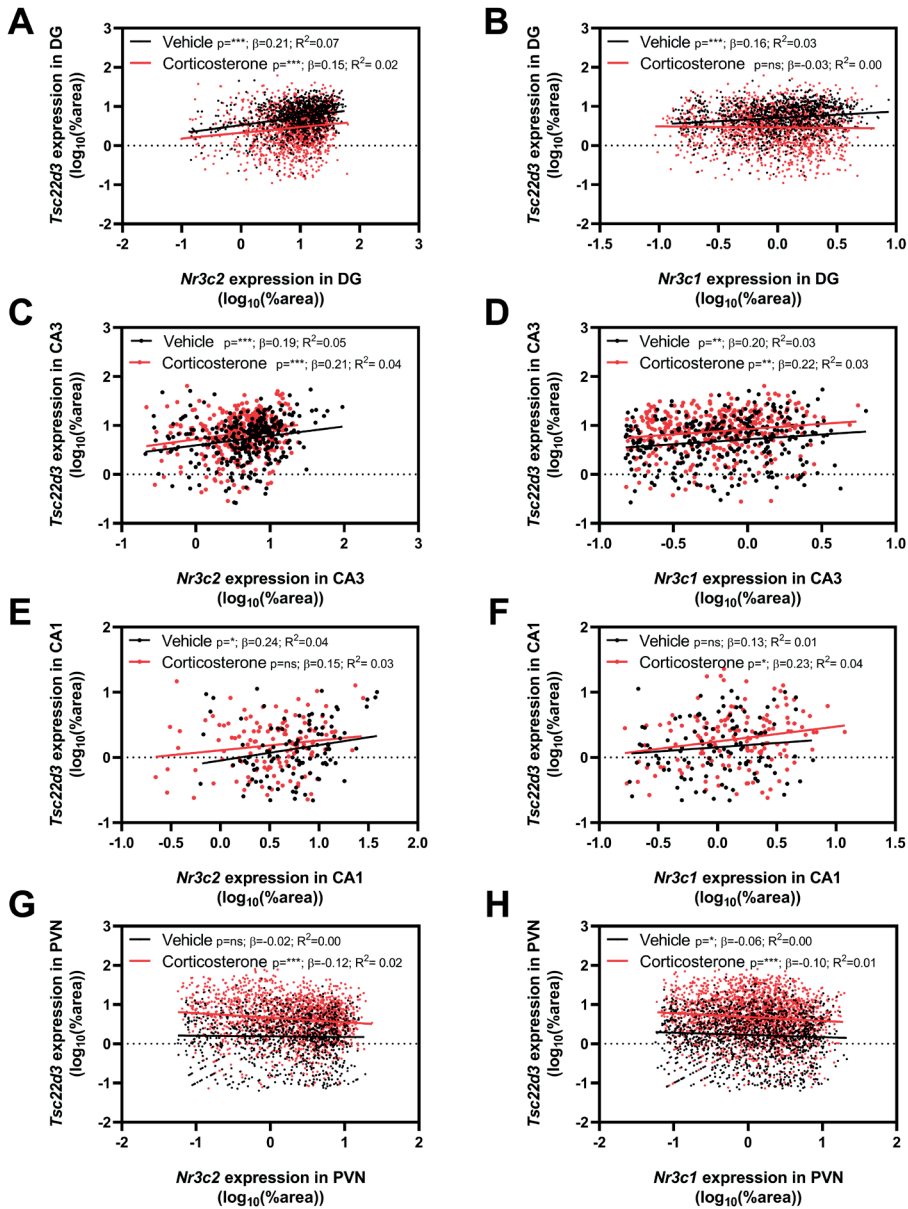 A
Tsc22d3 expression in DG
(log10(%area))
3
2
1
0
-1
-2
Vehicle p=***; β=0.21; R²=0.07
Corticosterone p=***; β=0.15; R²= 0.02
-2 -1 0 1 2 3
Nr3c2 expression in DG
(log10(%area))
B
Tsc22d3 expression in DG
(log10(%area))
3
2
1
0
-1
-2
Vehicle p=***; β=0.16; R²=0.03
Corticosterone p=ns; β=-0.03; R²= 0.00
-1.5 -1.0 -0.5 0.0 0.5 1.0
Nr3c1 expression in DG
(log10(%area))
C
Tsc22d3 expression in CA3
(log10(%area))
3
2
1
0
-1
Vehicle p=***; β=0.19; R²=0.05
Corticosterone p=***; β=0.21; R²= 0.04
-1 0 1 2 3
Nr3c2 expression in CA3
(log10(%area))
D
Tsc22d3 expression in CA3
(log10(%area))
3
2
1
0
-1
Vehicle p=**; β=0.20; R²=0.03
Corticosterone p=**; β=0.22; R²= 0.03
-1.0 -0.5 0.0 0.5 1.0
Nr3c1 expression in CA3
(log10(%area))
E
Tsc22d3 expression in CA1
(log10(%area))
2
1
0
-1
Vehicle p=*; β=0.24; R²=0.04
Corticosterone p=ns; β=0.15; R²= 0.03
-1.0 -0.5 0.0 0.5 1.0 1.5 2.0
Nr3c2 expression in CA1
(log10(%area))
F
Tsc22d3 expression in CA1
(log10(%area))
2
1
0
-1
Vehicle p=ns; β=0.13; R²= 0.01
Corticosterone p=*; β=0.23; R²= 0.04
-1.0 -0.5 0.0 0.5 1.0 1.5
Nr3c1 expression in CA1
(log10(%area))
G
Tsc22d3 expression in PVN
(log10(%area))
3
2
1
0
-1
-2
Vehicle p=ns; β=-0.02; R²=0.00
Corticosterone p=***; β=-0.12; R²= 0.02
-2 -1 0 1 2
Nr3c2 expression in PVN
(log10(%area))
H
Tsc22d3 expression in PVN
(log10(%area))
3
2
1
0
-1
-2
Vehicle p=*; β=-0.06; R²=0.00
Corticosterone p=***; β=-0.10; R²= 0.01
-2 -1 0 1 2
Nr3c1 expression in PVN
(log10(%area))